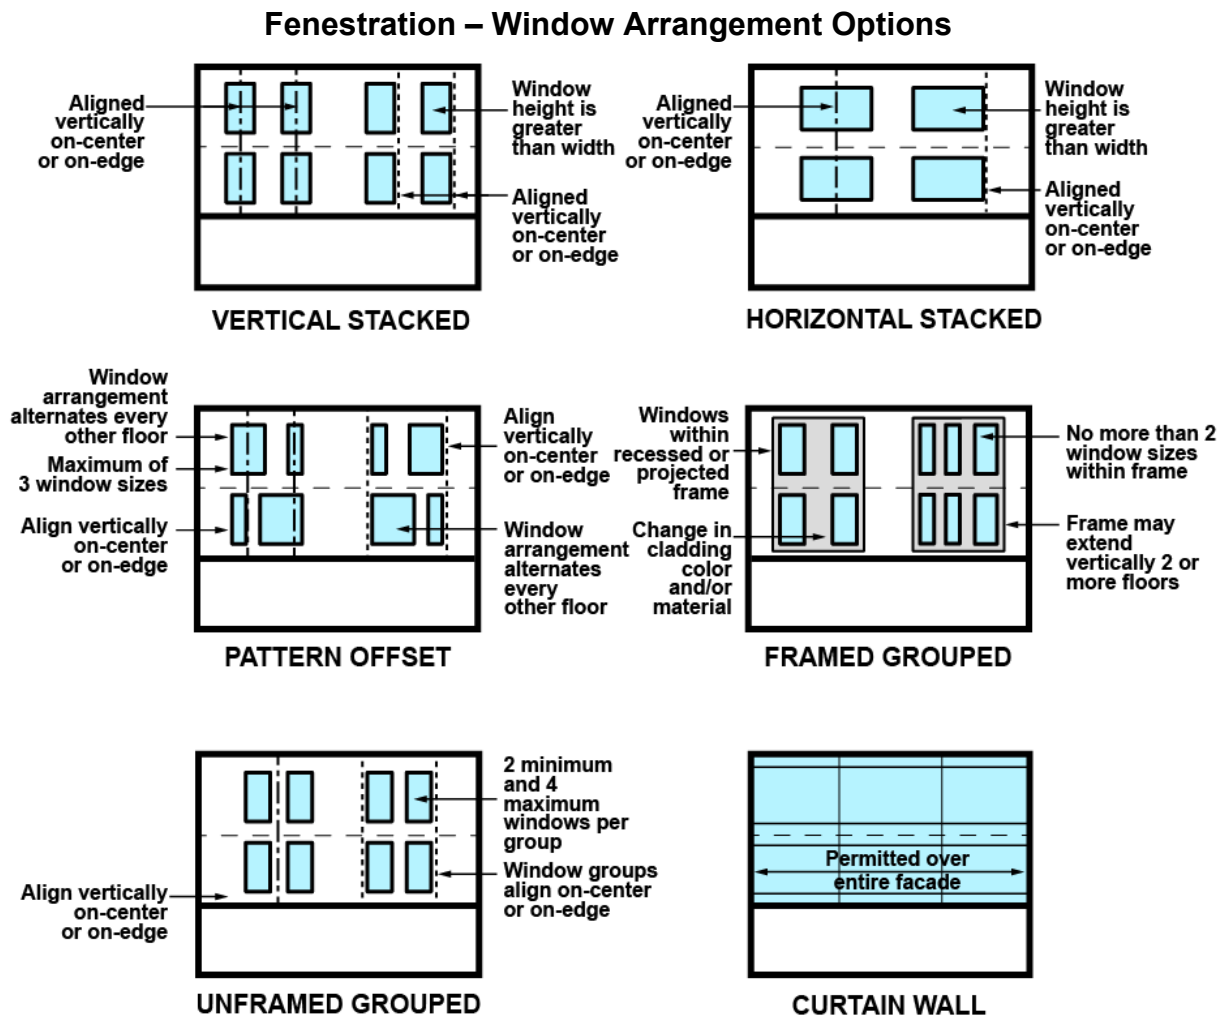 Fenestration – Window Arrangement Options
Aligned
vertically
on-center
or on-edge
Window
height is
greater
than width
Aligned
vertically
on-center
or on-edge
VERTICAL STACKED
Aligned
vertically
on-center
or on-edge
Window
height is
greater
than width
Aligned
vertically
on-center
or on-edge
HORIZONTAL STACKED
Window
arrangement
alternates every
other floor
Maximum of
3 window sizes
Align vertically
on-center
or on-edge
Align
vertically
on-center
or on-edge
Window
arrangement
alternates
every
other floor
PATTERN OFFSET
Windows
within
recessed or
projected
frame
Change in
cladding
color
and/or
material
No more than 2
window sizes
within frame
Frame may
extend
vertically 2 or
more floors
FRAMED GROUPED
Align vertically
on-center
or on-edge
2 minimum
and 4
maximum
windows per
group
Window groups
align on-center
or on-edge
UNFRAMED GROUPED
Permitted over
entire facade
CURTAIN WALL